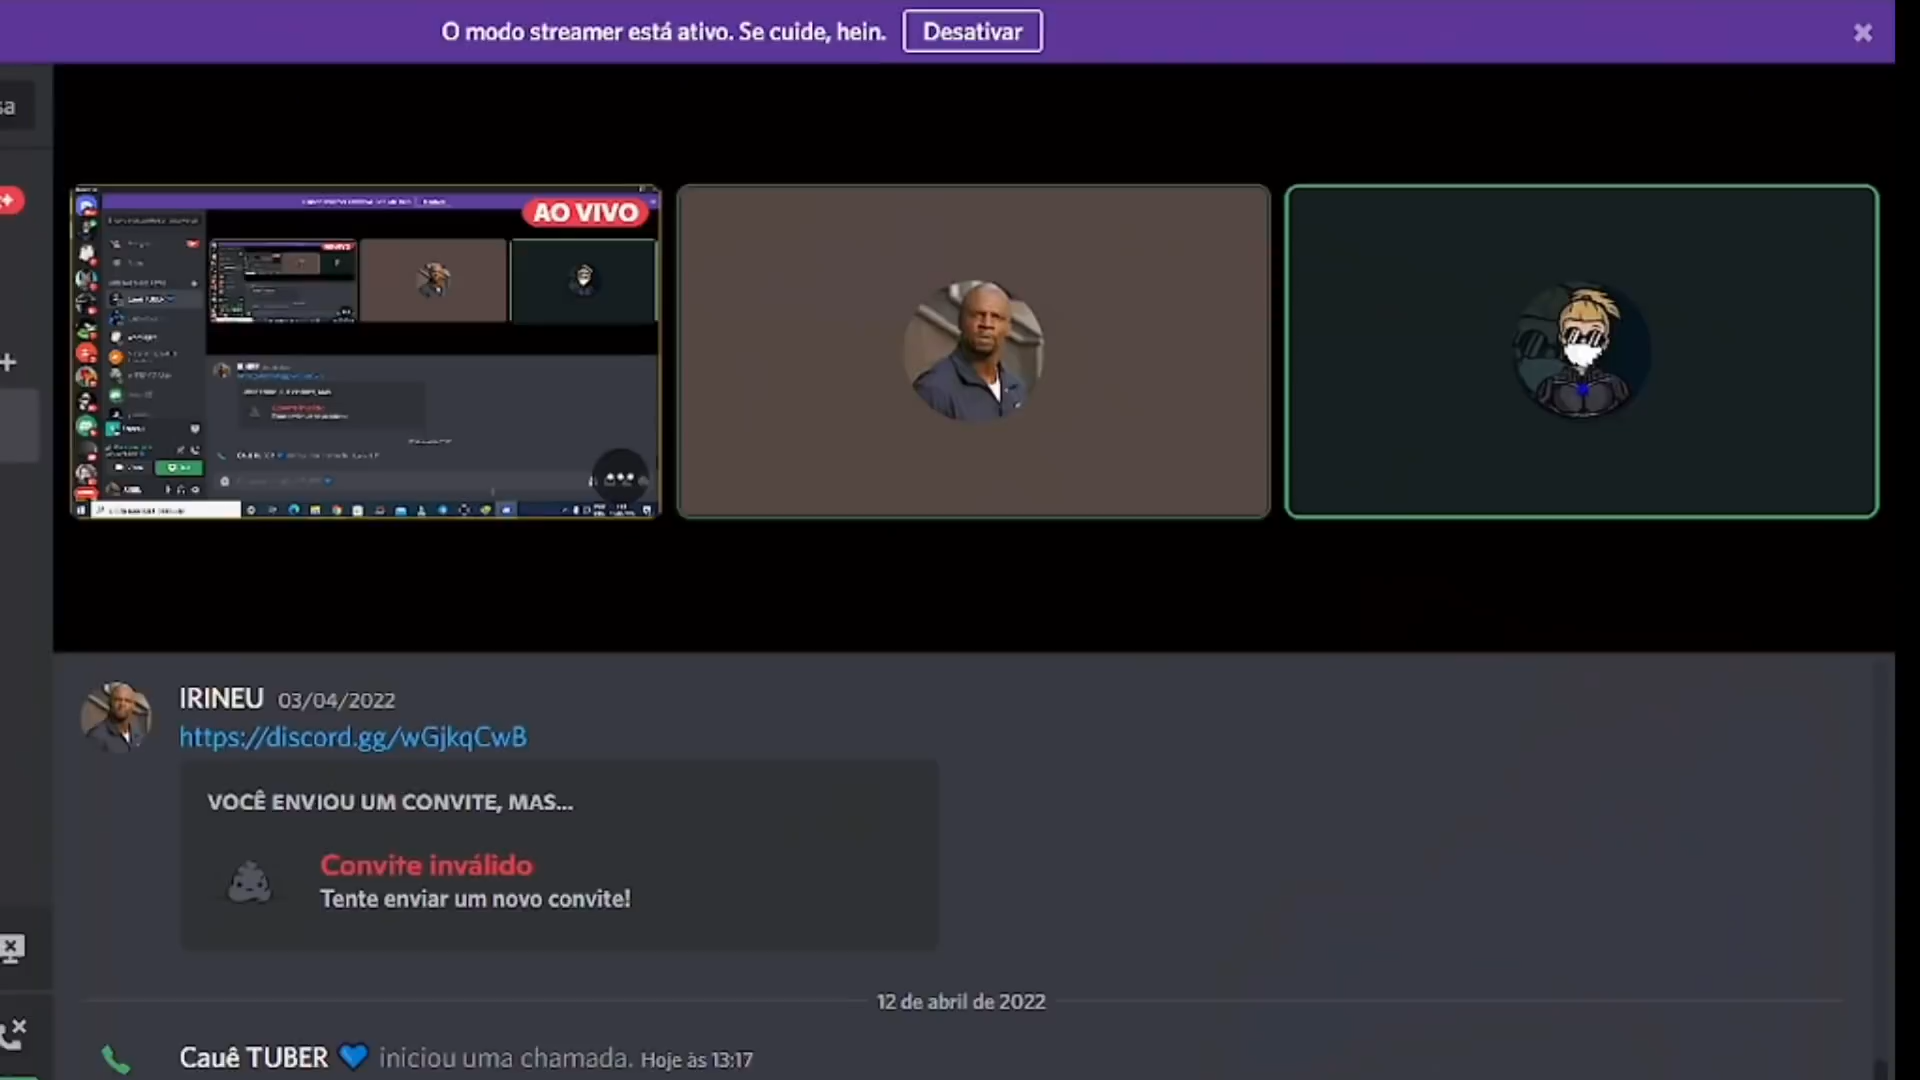 O modo streamer está ativo. Se cuide, hein. Desativar
sa
AO VIVO
IRINEU 03/04/2022
https://discord.gg/wGjkqCwB
VOCÊ ENVIOU UM CONVITE, MAS...
Convite inválido
Tente enviar um novo convite!
12 de abril de 2022
Cauê TUBER 💙 iniciou uma chamada. Hoje às 13:17